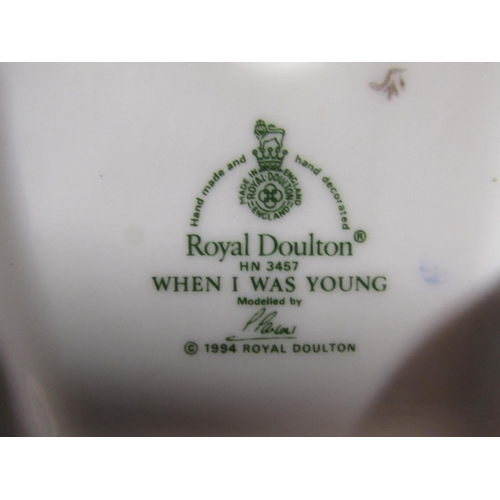 Hand made and hand decorated
MADE IN ENGLAND
ROYAL DOULTON
ENGLAND
Royal Doulton®
HN 3457
WHEN I WAS YOUNG
Modelled by
© 1994 ROYAL DOULTON